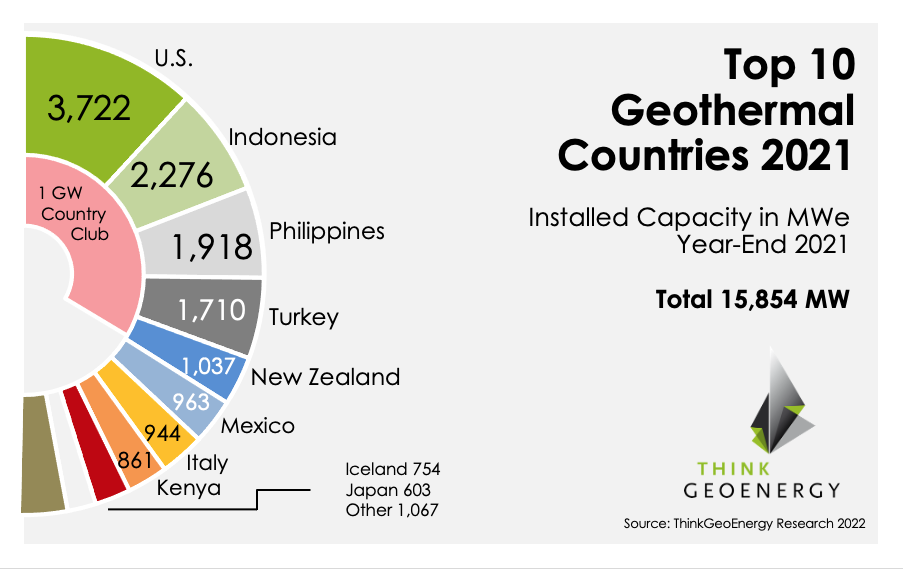 Top 10
Geothermal
Countries 2021
Installed Capacity in MWe
Year-End 2021
Total 15,854 MW
U.S.
3,722
Indonesia
2,276
Philippines
1,918
Turkey
1,710
New Zealand
1,037
Mexico
963
Italy
944
Kenya
861
1 GW
Country
Club
Iceland 754
Japan 603
Other 1,067
THINK
GEOENERGY
Source: ThinkGeoEnergy Research 2022